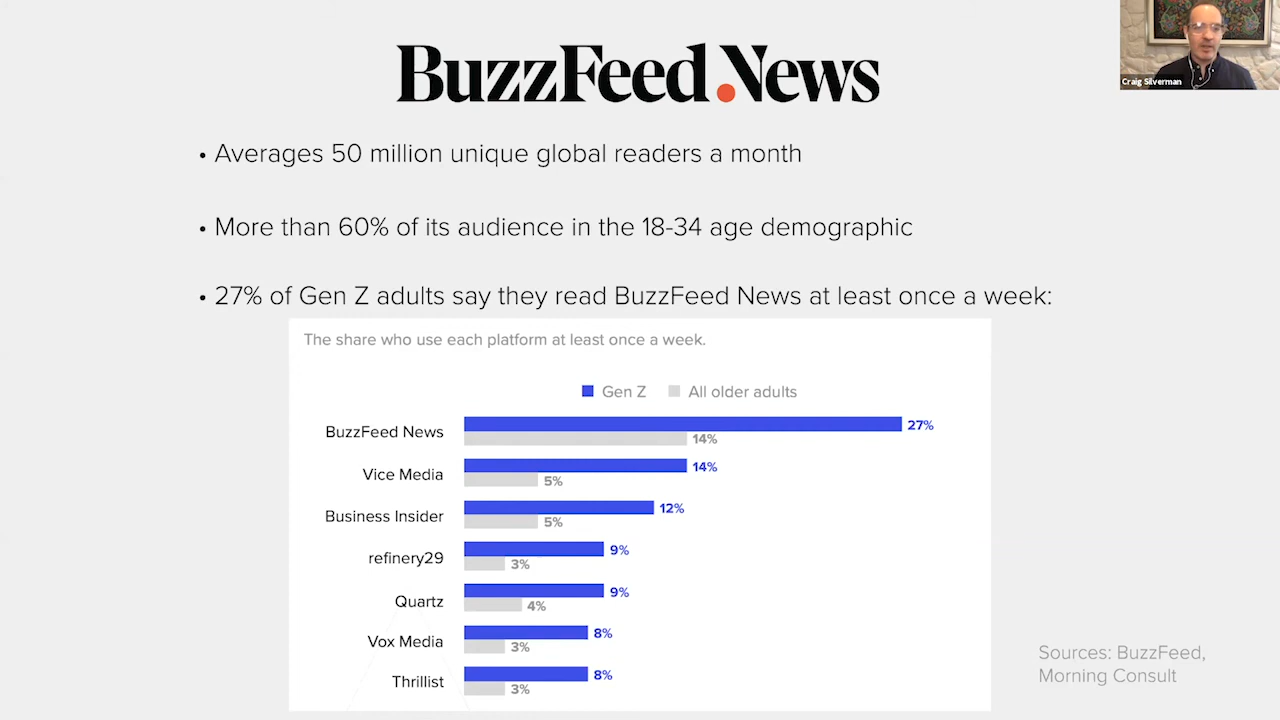 BuzzFeed News
Craig Silverman
• Averages 50 million unique global readers a month
• More than 60% of its audience in the 18-34 age demographic
• 27% of Gen Z adults say they read BuzzFeed News at least once a week:
The share who use each platform at least once a week.
Gen Z All older adults
BuzzFeed News 27%
14%
Vice Media 14%
5%
Business Insider 12%
5%
refinery29 9%
3%
Quartz 9%
4%
Vox Media 8%
3%
Thrillist 8%
3%
Sources: BuzzFeed,
Morning Consult